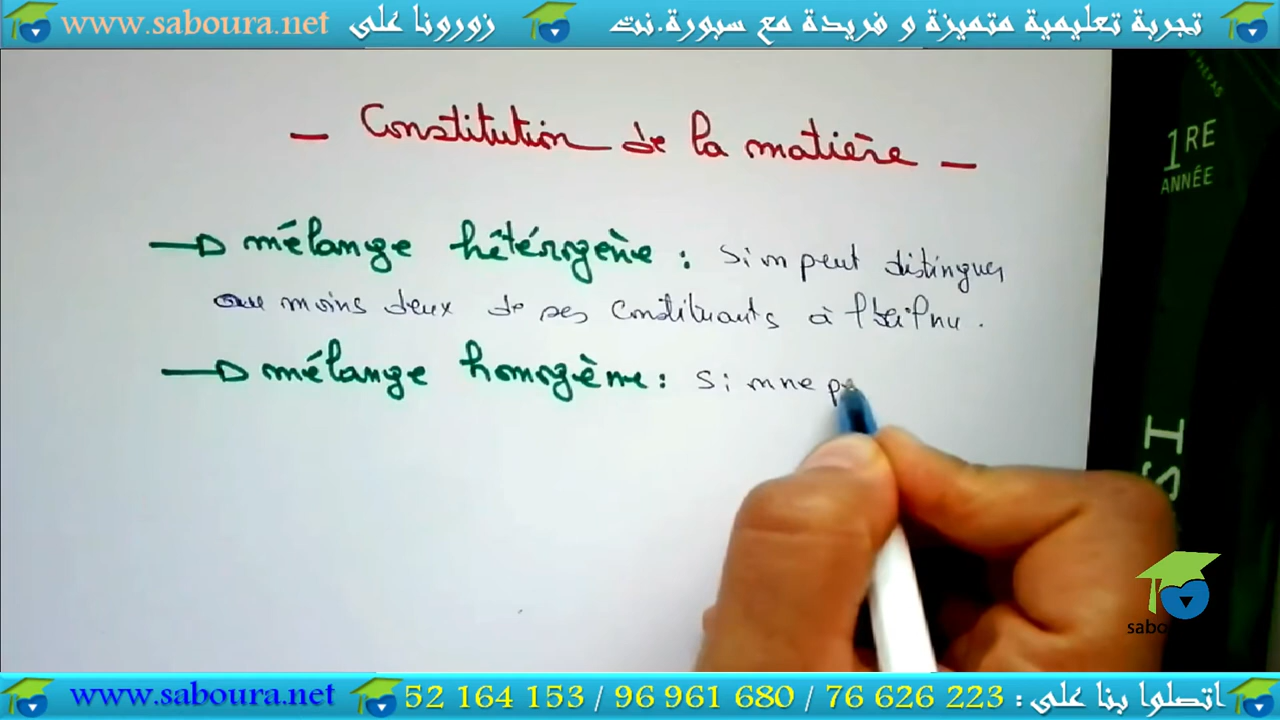 www.saboura.net زورونا على تجربة تعليمية متميزة و فريدة مع سبورة.نت
- Constitution de la matière -
→ mélange hétérogène : Si on peut distinguer
au moins deux de ses constituants à l'œil nu.
→ mélange homogène : Si on ne p
1RE
ANNÉE
www.saboura.net 52 164 153 / 96 961 680 / 76 626 223 : اتصلوا بنا على